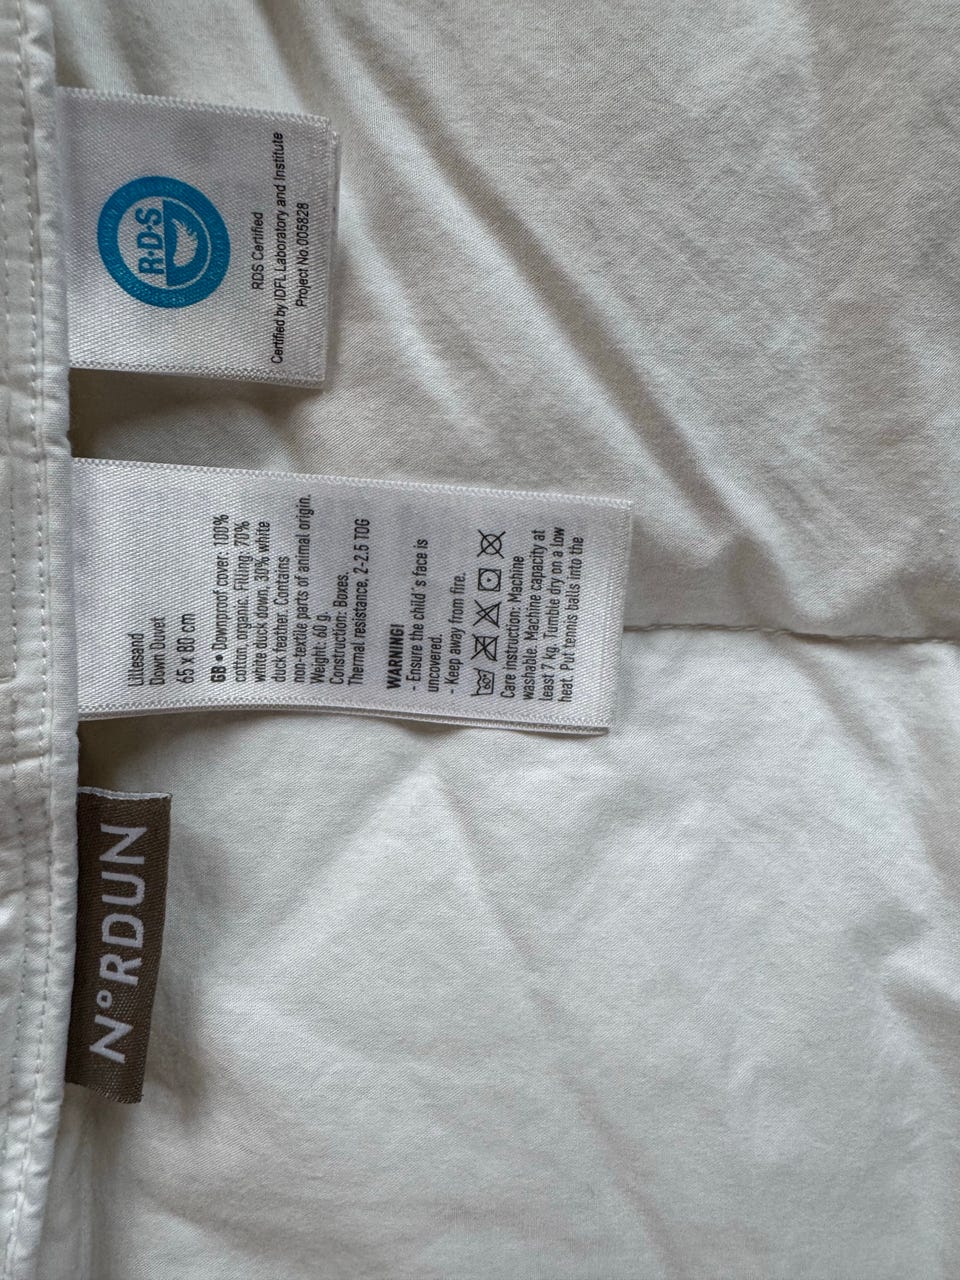 R·D·S
RDS Certified
Certified by IDFL Laboratory and Institute
Project No.005828
Lillesand
Down Duvet
65 x 80 cm
GB • Downproof cover: 100%
cotton, organic. Filling: 70%
white duck down, 30% white
duck feather. Contains
non-textile parts of animal origin.
Weight: 60 g.
Construction: Boxes.
Thermal resistance, 2-2.5 TOG
WARNING!
- Ensure the child´s face is
uncovered.
- Keep away from fire.
Care instruction: Machine
washable. Machine capacity at
least 7 Kg. Tumble dry on a low
heat. Put tennis balls into the
N°RDUN